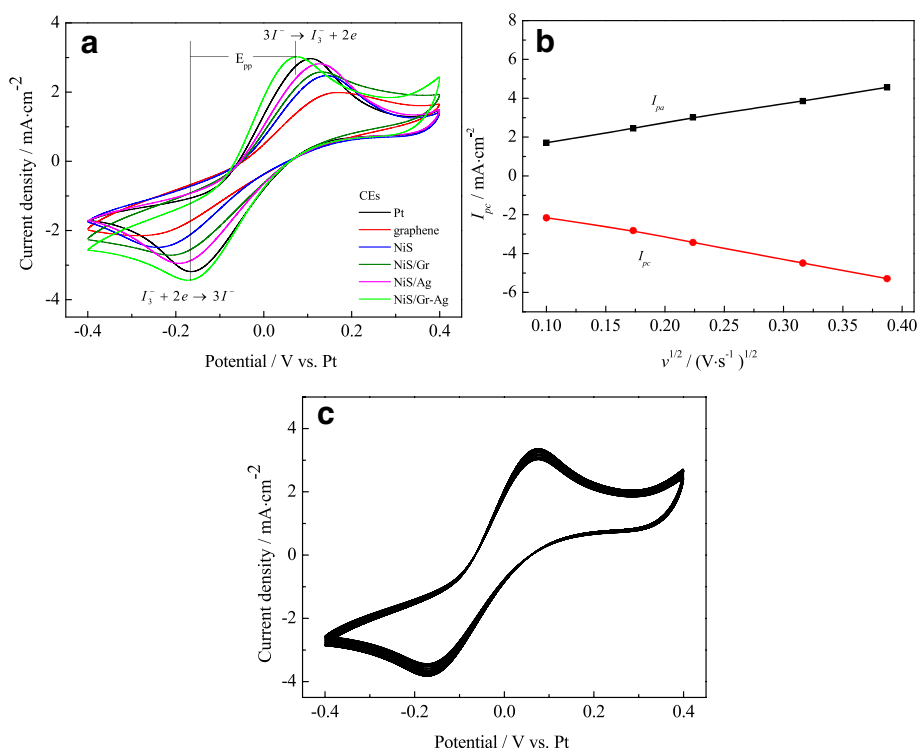 a
3I⁻ → I₃⁻ + 2e
E_pp
I₃⁻ + 2e → 3I⁻
CEs
Pt
graphene
NiS
NiS/Gr
NiS/Ag
NiS/Gr-Ag
4
2
0
-2
-4
-0.4 -0.2 0.0 0.2 0.4
Current density / mA·cm⁻²
Potential / V vs. Pt
b
I_pa
I_pc
8
6
4
2
0
-2
-4
-6
0.10 0.15 0.20 0.25 0.30 0.35 0.40
I_pc / mA·cm⁻²
v^1/2 / (V·s⁻¹)^1/2
c
4
2
0
-2
-4
-0.4 -0.2 0.0 0.2 0.4
Current density / mA·cm⁻²
Potential / V vs. Pt